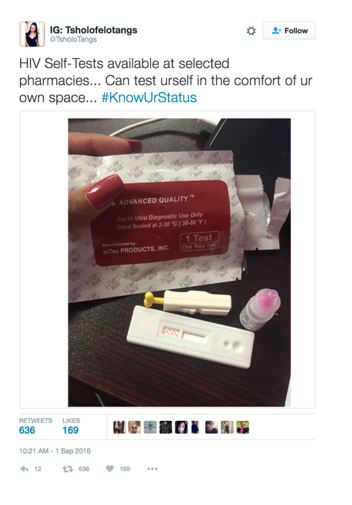 IG: Tsholofelotangs
@TsholoTangs
Follow
HIV Self-Tests available at selected
pharmacies... Can test urself in the comfort of ur
own space... #KnowUrStatus
ADVANCED QUALITY™
For In Vitro Diagnostic Use Only
Store Sealed at 2-30 °C ( 36-86 °F )
Manufactured by:
InTec PRODUCTS, INC.
1 Test
One Time Use
RETWEETS LIKES
636 169
10:21 AM - 1 Sep 2016
12 636 169